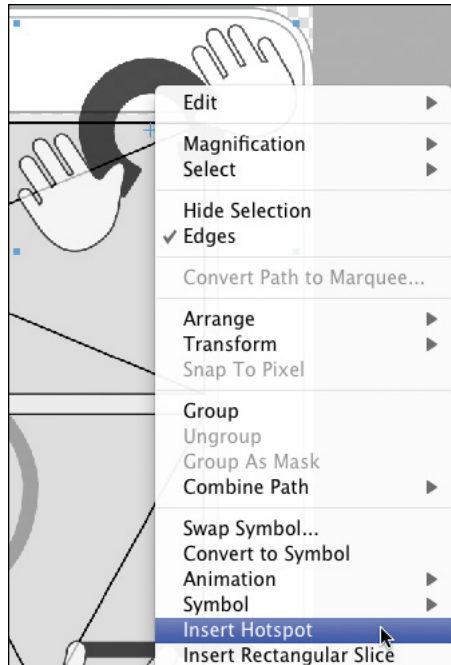 Edit
Magnification
Select
Hide Selection
Edges
Convert Path to Marquee...
Arrange
Transform
Snap To Pixel
Group
Ungroup
Group As Mask
Combine Path
Swap Symbol...
Convert to Symbol
Animation
Symbol
Insert Hotspot
Insert Rectangular Slice